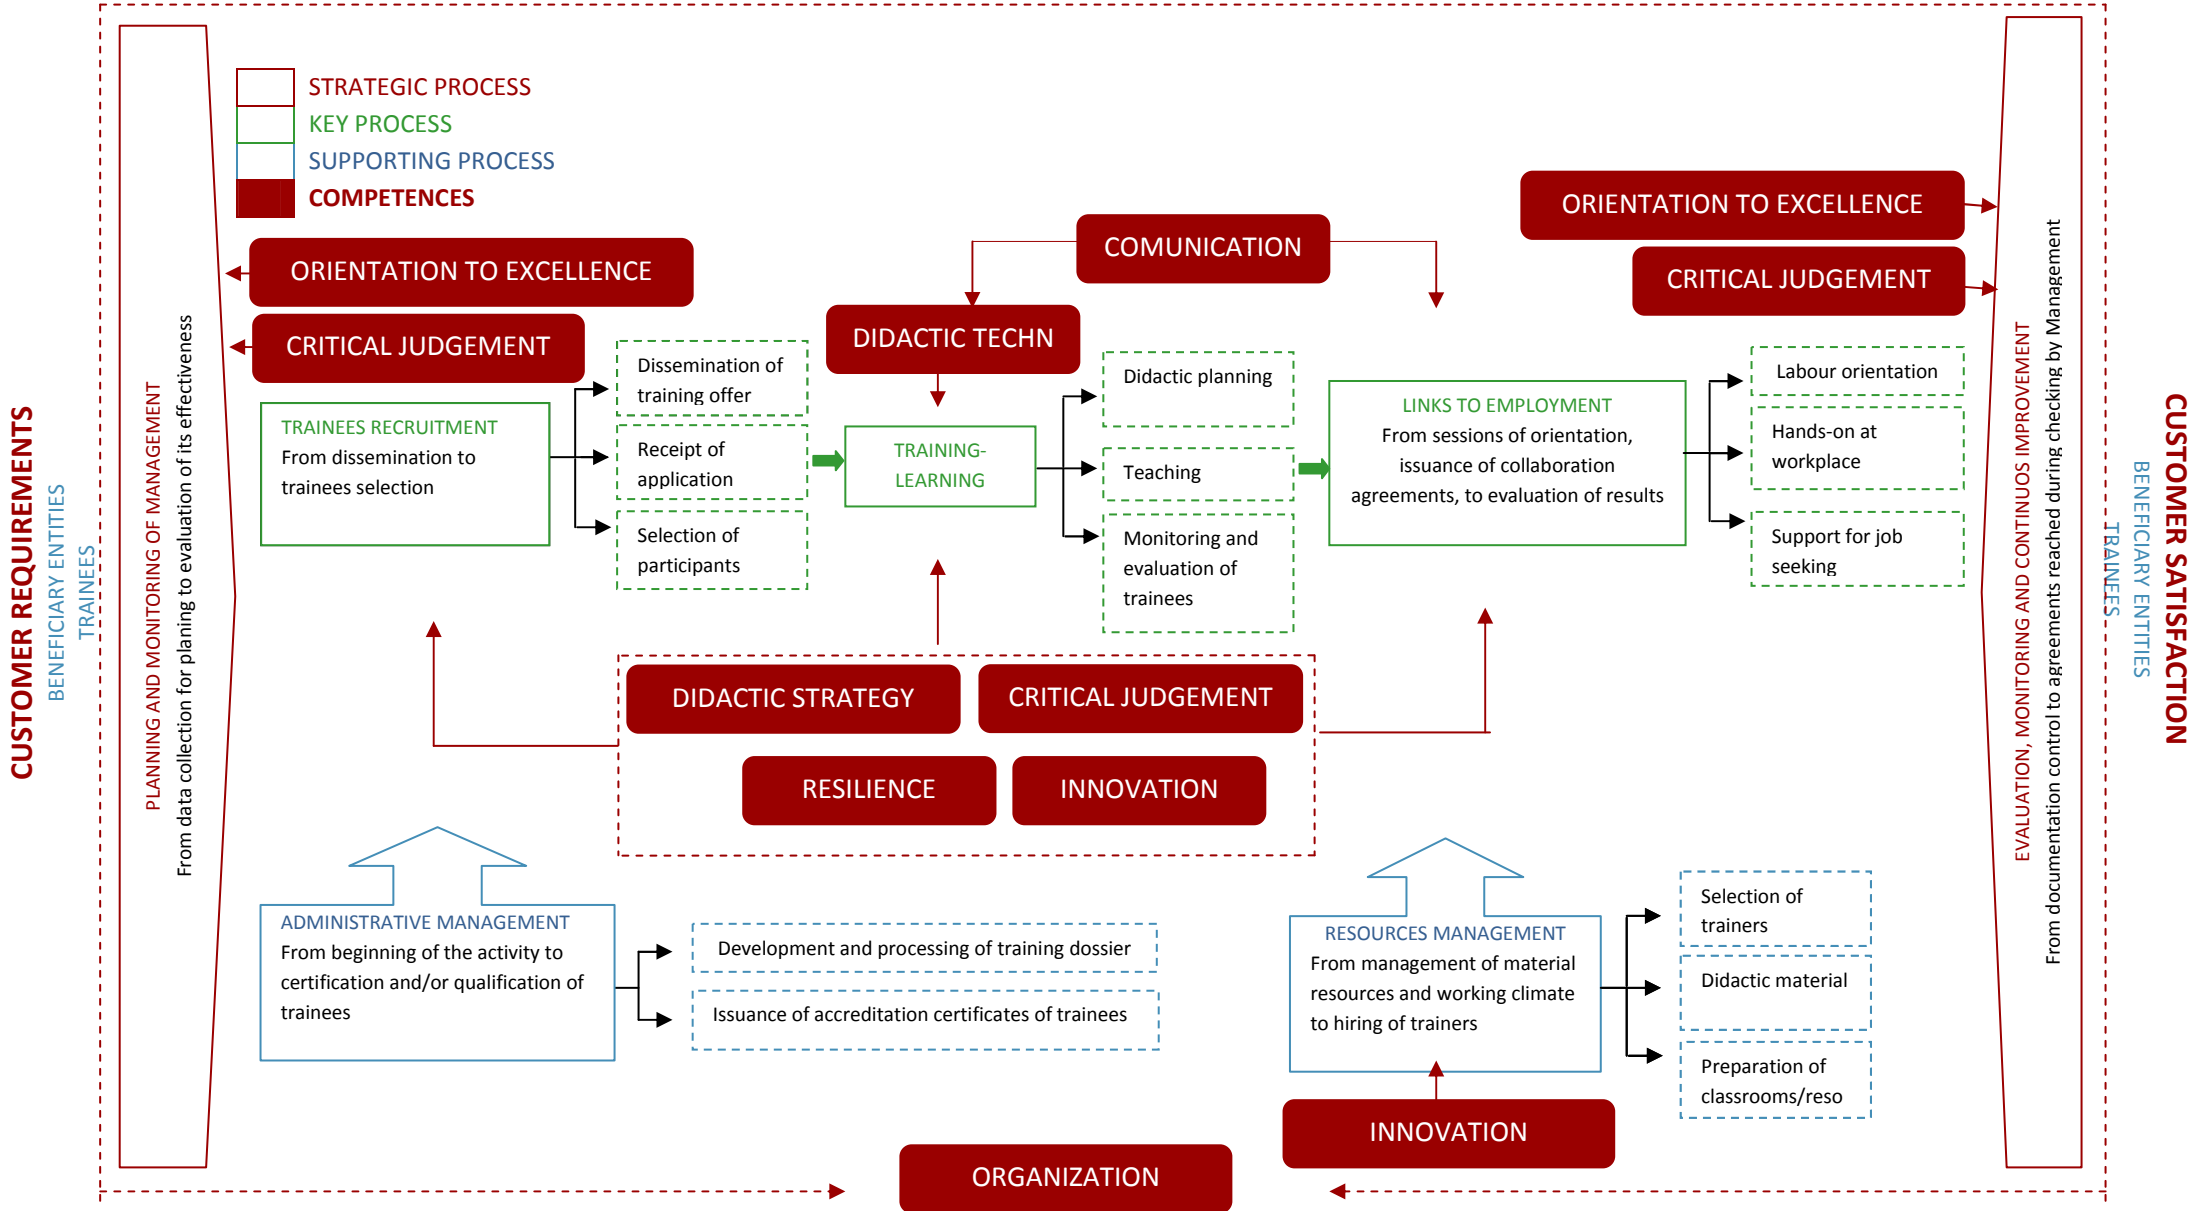 STRATEGIC PROCESS
KEY PROCESS
SUPPORTING PROCESS
COMPETENCES
CUSTOMER REQUIREMENTS
BENEFICIARY ENTITIES
TRAINEES
PLANNING AND MONITORING OF MANAGEMENT
From data collection for planing to evaluation of its effectiveness
ORIENTATION TO EXCELLENCE
CRITICAL JUDGEMENT
TRAINEES RECRUITMENT
From dissemination to
trainees selection
Dissemination of
training offer
Receipt of
application
Selection of
participants
COMUNICATION
DIDACTIC TECHN
TRAINING-
LEARNING
Didactic planning
Teaching
Monitoring and
evaluation of
trainees
LINKS TO EMPLOYMENT
From sessions of orientation,
issuance of collaboration
agreements, to evaluation of results
ORIENTATION TO EXCELLENCE
CRITICAL JUDGEMENT
Labour orientation
Hands-on at
workplace
Support for job
seeking
DIDACTIC STRATEGY
CRITICAL JUDGEMENT
RESILIENCE
INNOVATION
ADMINISTRATIVE MANAGEMENT
From beginning of the activity to
certification and/or qualification of
trainees
Development and processing of training dossier
Issuance of accreditation certificates of trainees
RESOURCES MANAGEMENT
From management of material
resources and working climate
to hiring of trainers
Selection of
trainers
Didactic material
Preparation of
classrooms/reso
INNOVATION
ORGANIZATION
EVALUATION, MONITORING AND CONTINUOS IMPROVEMENT
From documentation control to agreements reached during checking by Management
TRAINEES
BENEFICIARY ENTITIES
CUSTOMER SATISFACTION